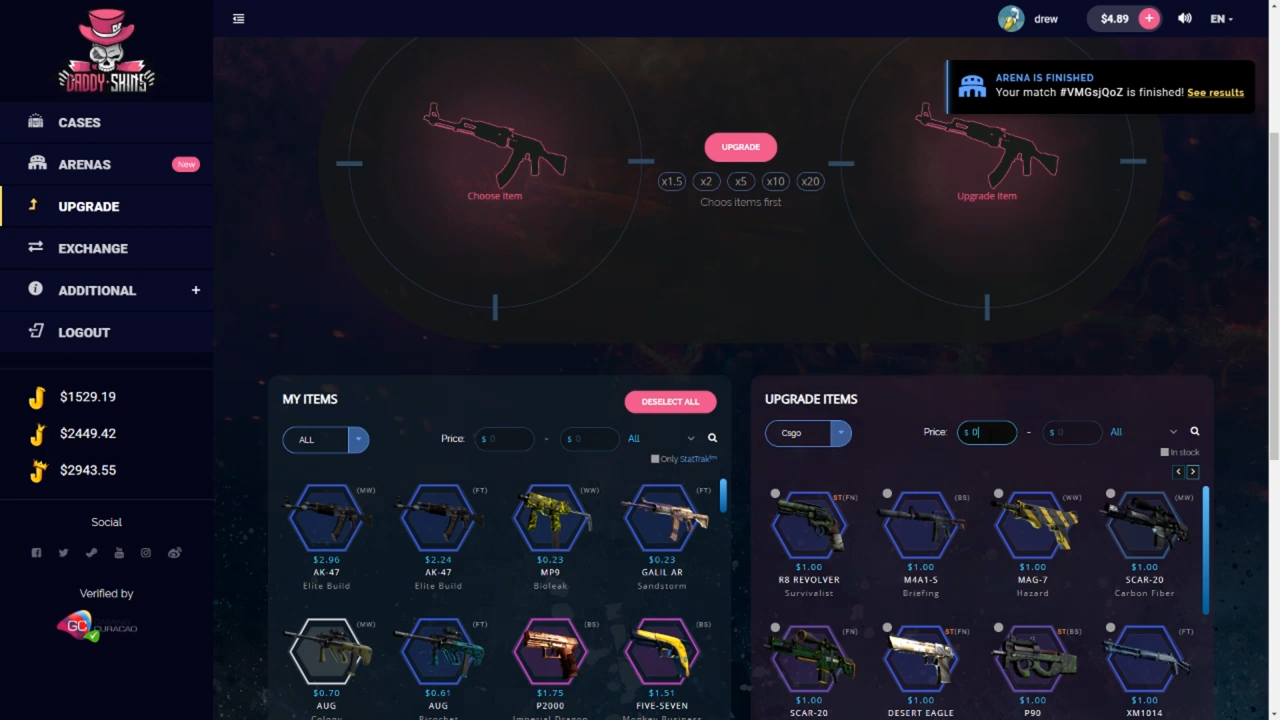 DADDY SKINS
CASES
ARENAS
New
UPGRADE
EXCHANGE
ADDITIONAL +
LOGOUT
$1529.19
$2449.42
$2943.55
Social
Verified by
GC CURACAO
drew
$4.89 +
EN
ARENA IS FINISHED
Your match #VMGsjQoZ is finished! See results
Choose Item
UPGRADE
x1.5 x2 x5 x10 x20
Choos items first
Upgrade Item
MY ITEMS
DESELECT ALL
ALL
Price: $ 0 - $ 0 All
Only StatTrak™
(MW) (FT) (WW) (FT)
$2.96 $2.24 $0.23 $0.23
AK-47 AK-47 MP9 GALIL AR
Elite Build Elite Build Bioleak Sandstorm
(MW) (FT) (BS) (BS)
$0.70 $0.61 $1.75 $1.51
AUG AUG P2000 FIVE-SEVEN
Colony Ricochet Imperial Dragon Monkey Business
UPGRADE ITEMS
Csgo
Price: $ 0 - $ 0 All
In stock
< >
ST(FN) (BS) (WW) (MW)
$1.00 $1.00 $1.00 $1.00
R8 REVOLVER M4A1-S MAG-7 SCAR-20
Survivalist Briefing Hazard Carbon Fiber
(FN) ST(FN) ST(BS) (FT)
$1.00 $1.00 $1.00 $1.00
SCAR-20 DESERT EAGLE P90 XM1014